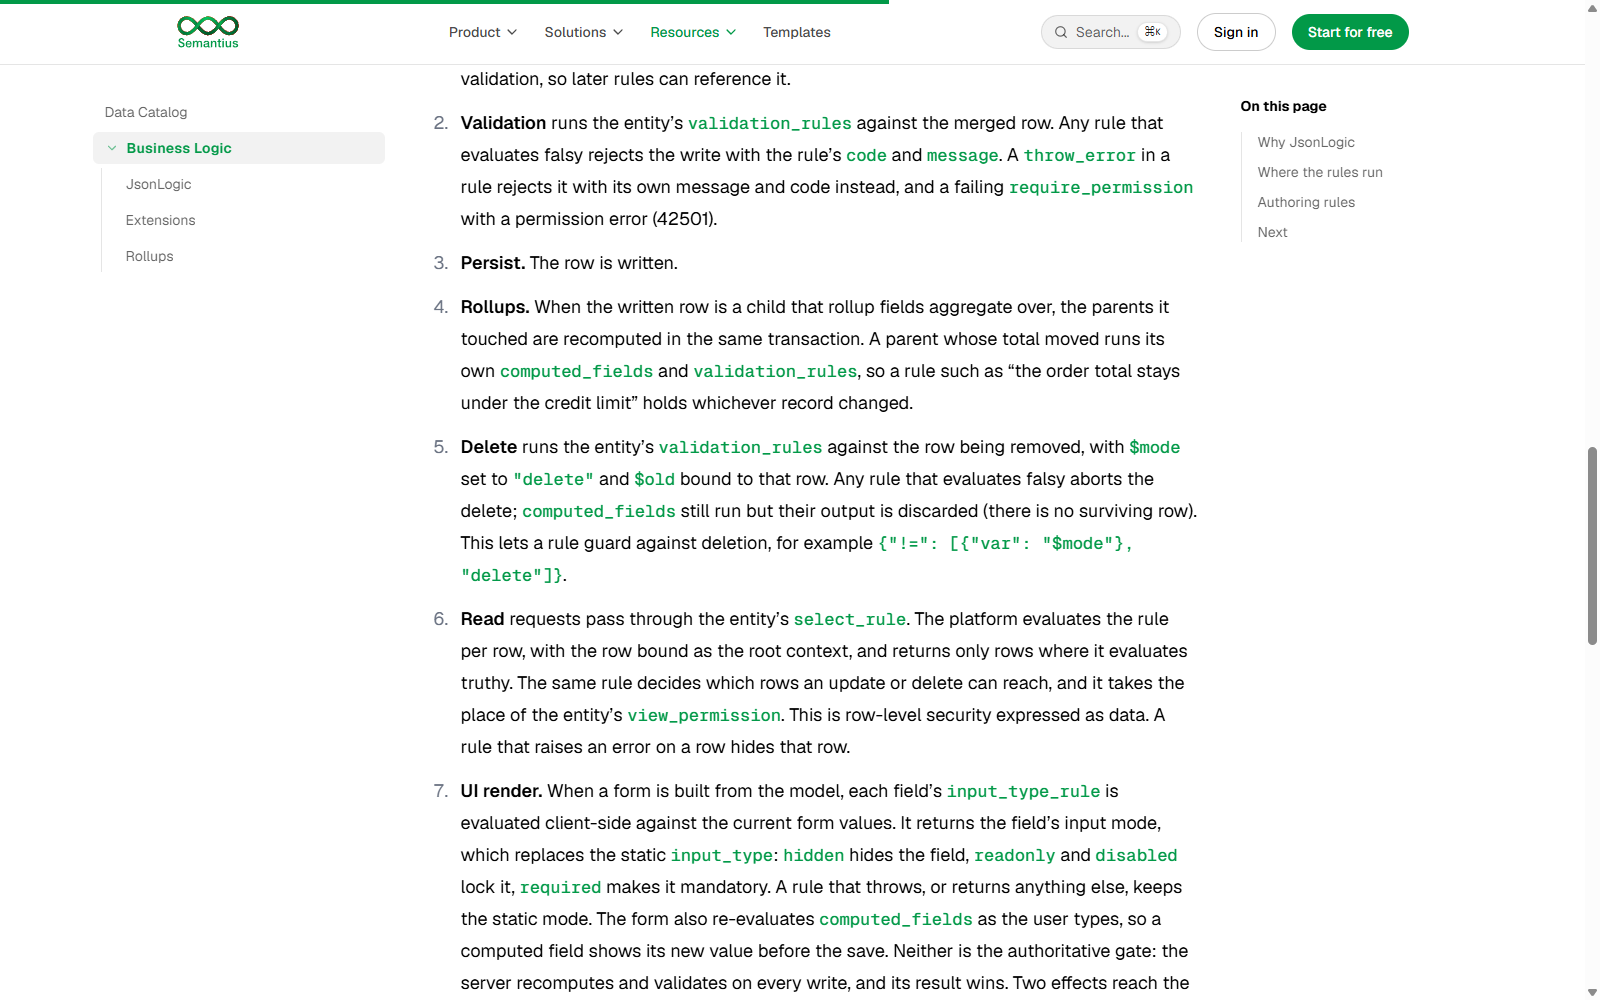 Semantius
Product
Solutions
Resources
Templates
Search...
⌘K
Sign in
Start for free
Data Catalog
Business Logic
JsonLogic
Extensions
Rollups
validation, so later rules can reference it.
2. Validation runs the entity’s validation_rules against the merged row. Any rule that
evaluates falsy rejects the write with the rule’s code and message. A throw_error in a
rule rejects it with its own message and code instead, and a failing require_permission
with a permission error (42501).
3. Persist. The row is written.
4. Rollups. When the written row is a child that rollup fields aggregate over, the parents it
touched are recomputed in the same transaction. A parent whose total moved runs its
own computed_fields and validation_rules, so a rule such as “the order total stays
under the credit limit” holds whichever record changed.
5. Delete runs the entity’s validation_rules against the row being removed, with $mode
set to "delete" and $old bound to that row. Any rule that evaluates falsy aborts the
delete; computed_fields still run but their output is discarded (there is no surviving row).
This lets a rule guard against deletion, for example {"!=": [{"var": "$mode"},
"delete"]}.
6. Read requests pass through the entity’s select_rule. The platform evaluates the rule
per row, with the row bound as the root context, and returns only rows where it evaluates
truthy. The same rule decides which rows an update or delete can reach, and it takes the
place of the entity’s view_permission. This is row-level security expressed as data. A
rule that raises an error on a row hides that row.
7. UI render. When a form is built from the model, each field’s input_type_rule is
evaluated client-side against the current form values. It returns the field’s input mode,
which replaces the static input_type: hidden hides the field, readonly and disabled
lock it, required makes it mandatory. A rule that throws, or returns anything else, keeps
the static mode. The form also re-evaluates computed_fields as the user types, so a
computed field shows its new value before the save. Neither is the authoritative gate: the
server recomputes and validates on every write, and its result wins. Two effects reach the
On this page
Why JsonLogic
Where the rules run
Authoring rules
Next